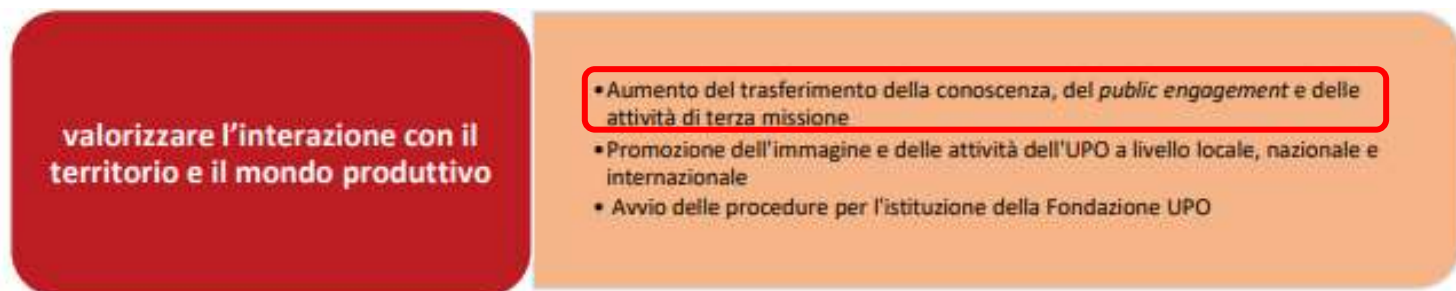 valorizzare l'interazione con il
territorio e il mondo produttivo
•Aumento del trasferimento della conoscenza, del public engagement e delle
attività di terza missione
•Promozione dell'immagine e delle attività dell'UPO a livello locale, nazionale e
internazionale
• Avvio delle procedure per l'istituzione della Fondazione UPO